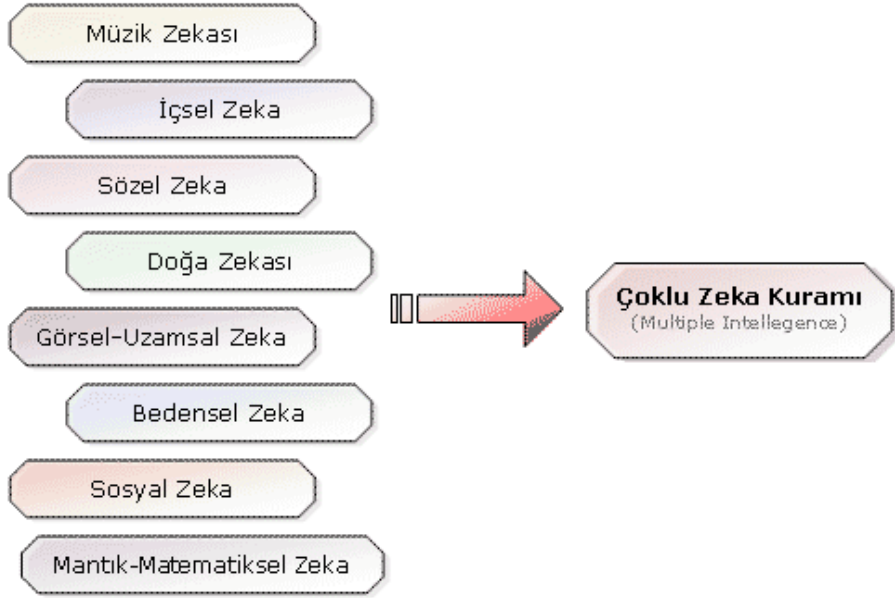 Müzik Zekası
İçsel Zeka
Sözel Zeka
Doğa Zekası
Görsel-Uzamsal Zeka
Bedensel Zeka
Sosyal Zeka
Mantık-Matematiksel Zeka
Çoklu Zeka Kuramı
(Multiple Intellegence)